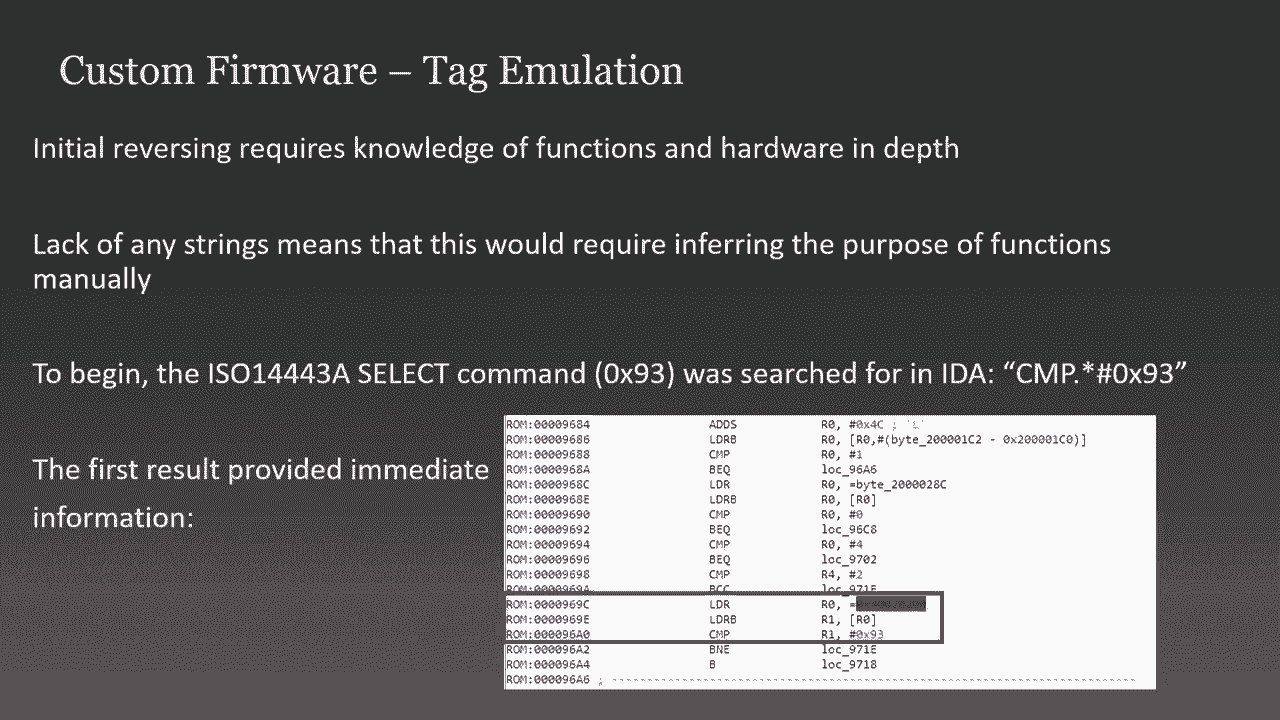 Custom Firmware – Tag Emulation
Initial reversing requires knowledge of functions and hardware in depth
Lack of any strings means that this would require inferring the purpose of functions
manually
To begin, the ISO14443A SELECT command (0x93) was searched for in IDA: “CMP.*#0x93”
The first result provided immediate
information:
ROM:00009684 ADDS R0, #0x4C ; 'L'
ROM:00009686 LDRB R0, [R0,#(byte_200001C2 - 0x200001C0)]
ROM:00009688 CMP R0, #1
ROM:0000968A BEQ loc_96A6
ROM:0000968C LDR R0, =byte_2000028C
ROM:0000968E LDRB R0, [R0]
ROM:00009690 CMP R0, #0
ROM:00009692 BEQ loc_96C8
ROM:00009694 CMP R0, #4
ROM:00009696 BEQ loc_9702
ROM:00009698 CMP R4, #2
ROM:0000969A BCC loc_971E
ROM:0000969C LDR R0, =
ROM:0000969E LDRB R1, [R0]
ROM:000096A0 CMP R1, #0x93
ROM:000096A2 BNE loc_971E
ROM:000096A4 B loc_9718
ROM:000096A6 ; ---------------------------------------------------------------------------